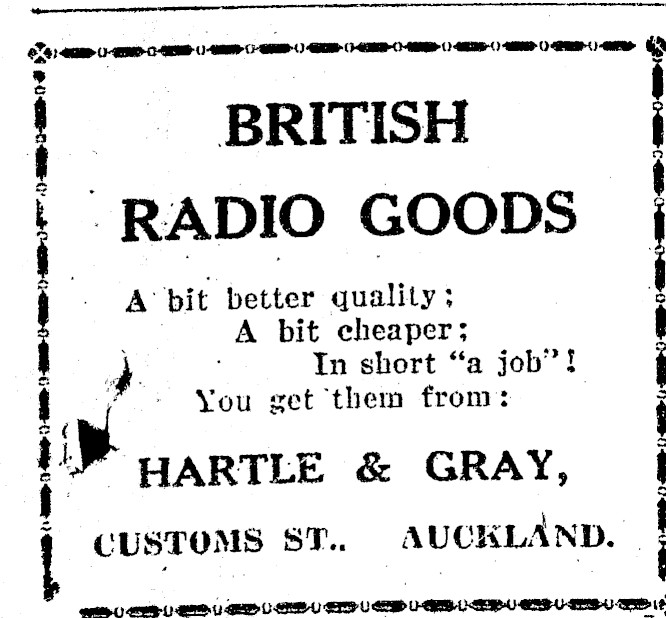 BRITISH
RADIO GOODS
A bit better quality;
A bit cheaper;
In short "a job"!
You get them from:
HARTLE & GRAY,
CUSTOMS ST.. AUCKLAND.